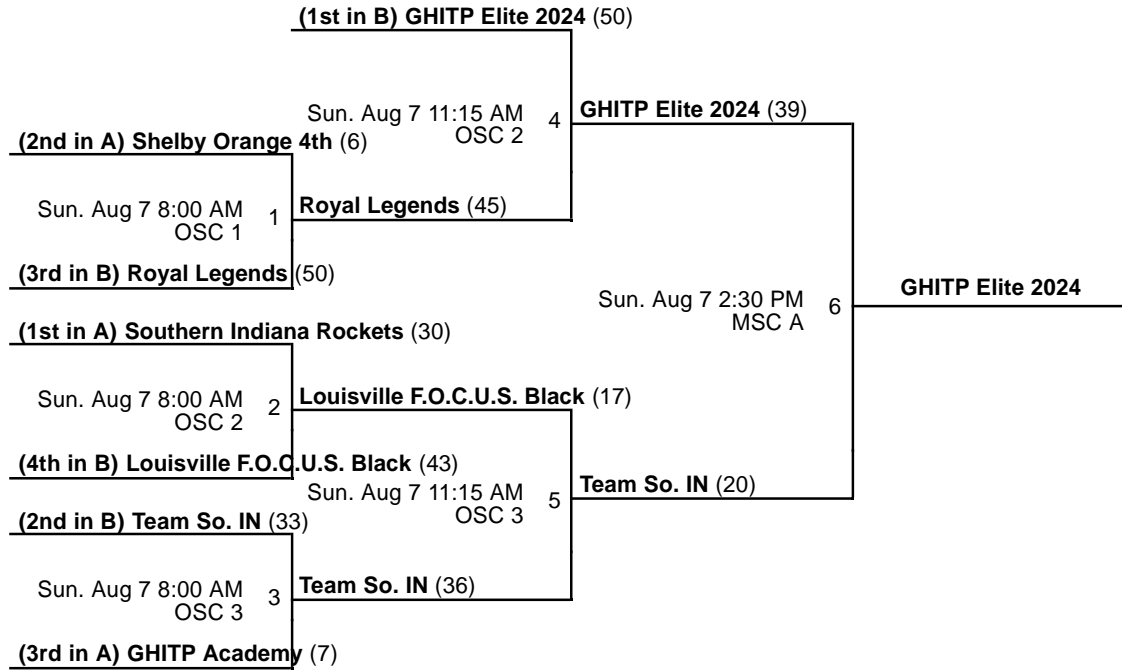 (1st in B) GHITP Elite 2024 (50)
Sun. Aug 7 11:15 AM
OSC 2
4
GHITP Elite 2024 (39)
(2nd in A) Shelby Orange 4th (6)
Sun. Aug 7 8:00 AM
OSC 1
1
Royal Legends (45)
(3rd in B) Royal Legends (50)
Sun. Aug 7 2:30 PM
MSC A
6
GHITP Elite 2024
(1st in A) Southern Indiana Rockets (30)
Sun. Aug 7 8:00 AM
OSC 2
2
Louisville F.O.C.U.S. Black (17)
(4th in B) Louisville F.O.C.U.S. Black (43)
Sun. Aug 7 11:15 AM
OSC 3
5
Team So. IN (20)
(2nd in B) Team So. IN (33)
Sun. Aug 7 8:00 AM
OSC 3
3
Team So. IN (36)
(3rd in A) GHITP Academy (7)